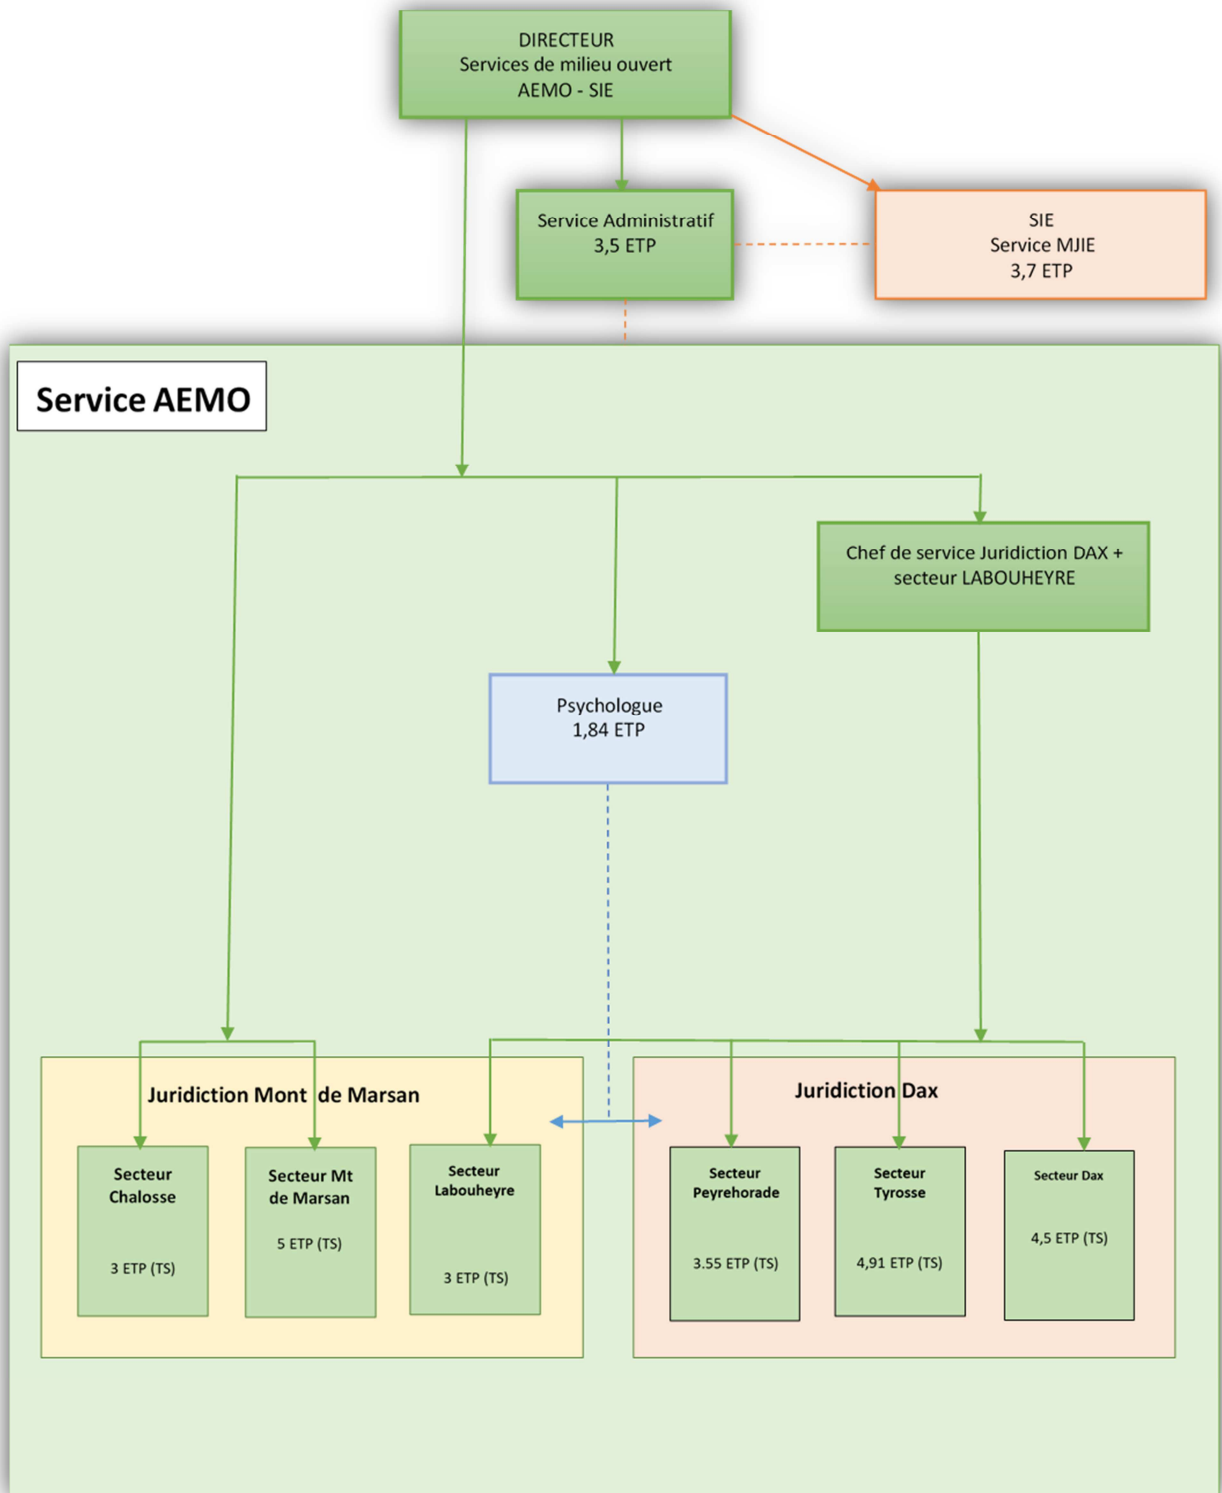 DIRECTEUR
Services de milieu ouvert
AEMO - SIE
Service Administratif
3,5 ETP
SIE
Service MJIE
3,7 ETP
Service AEMO
Chef de service Juridiction DAX +
secteur LABOUHEYRE
Psychologue
1,84 ETP
Juridiction Mont de Marsan
Secteur
Chalosse
3 ETP (TS)
Secteur Mt
de Marsan
5 ETP (TS)
Secteur
Labouheyre
3 ETP (TS)
Juridiction Dax
Secteur
Peyrehorade
3.55 ETP (TS)
Secteur
Tyrosse
4,91 ETP (TS)
Secteur Dax
4,5 ETP (TS)